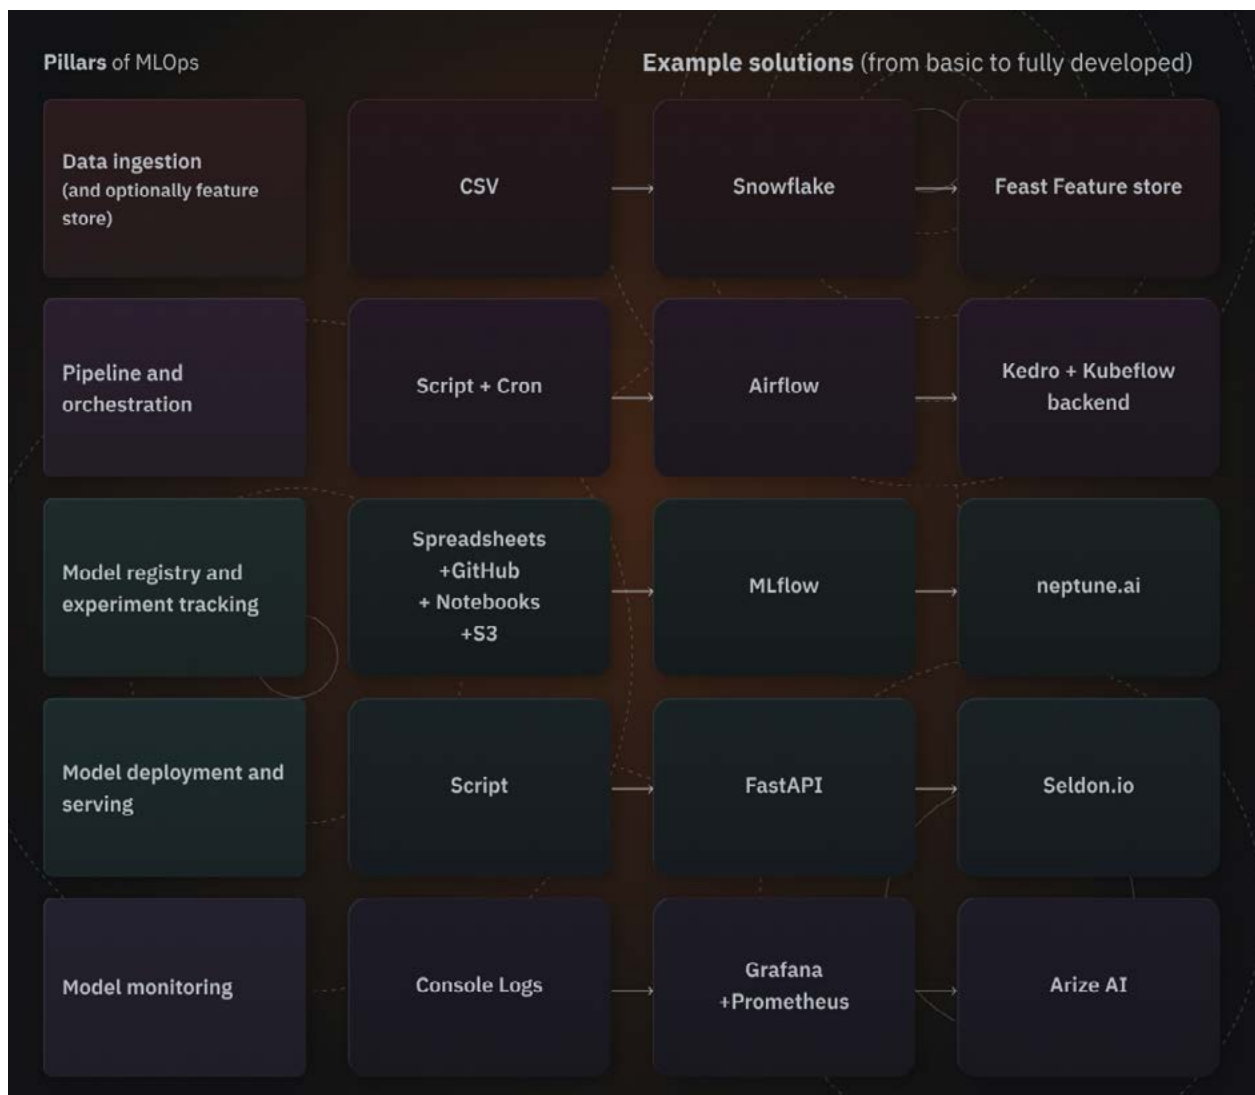 Pillars of MLOps
Example solutions (from basic to fully developed)
Data ingestion
(and optionally feature
store)
CSV
Snowflake
Feast Feature store
Pipeline and
orchestration
Script + Cron
Airflow
Kedro + Kubeflow
backend
Model registry and
experiment tracking
Spreadsheets
+GitHub
+ Notebooks
+S3
MLflow
neptune.ai
Model deployment and
serving
Script
FastAPI
Seldon.io
Model monitoring
Console Logs
Grafana
+Prometheus
Arize AI